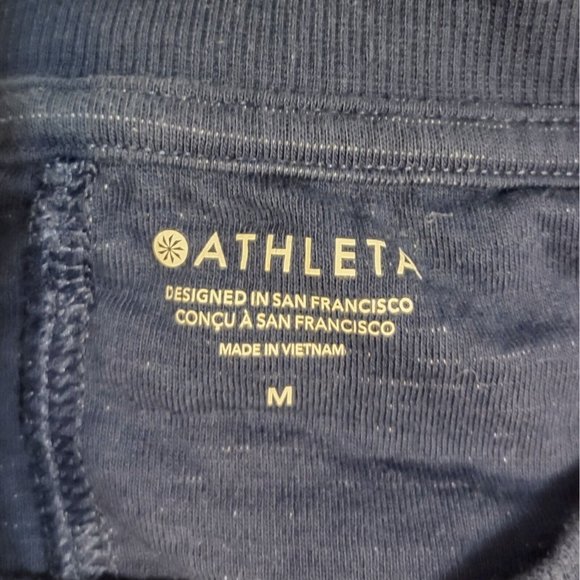 ATHLETA
DESIGNED IN SAN FRANCISCO
CONÇU À SAN FRANCISCO
MADE IN VIETNAM
M